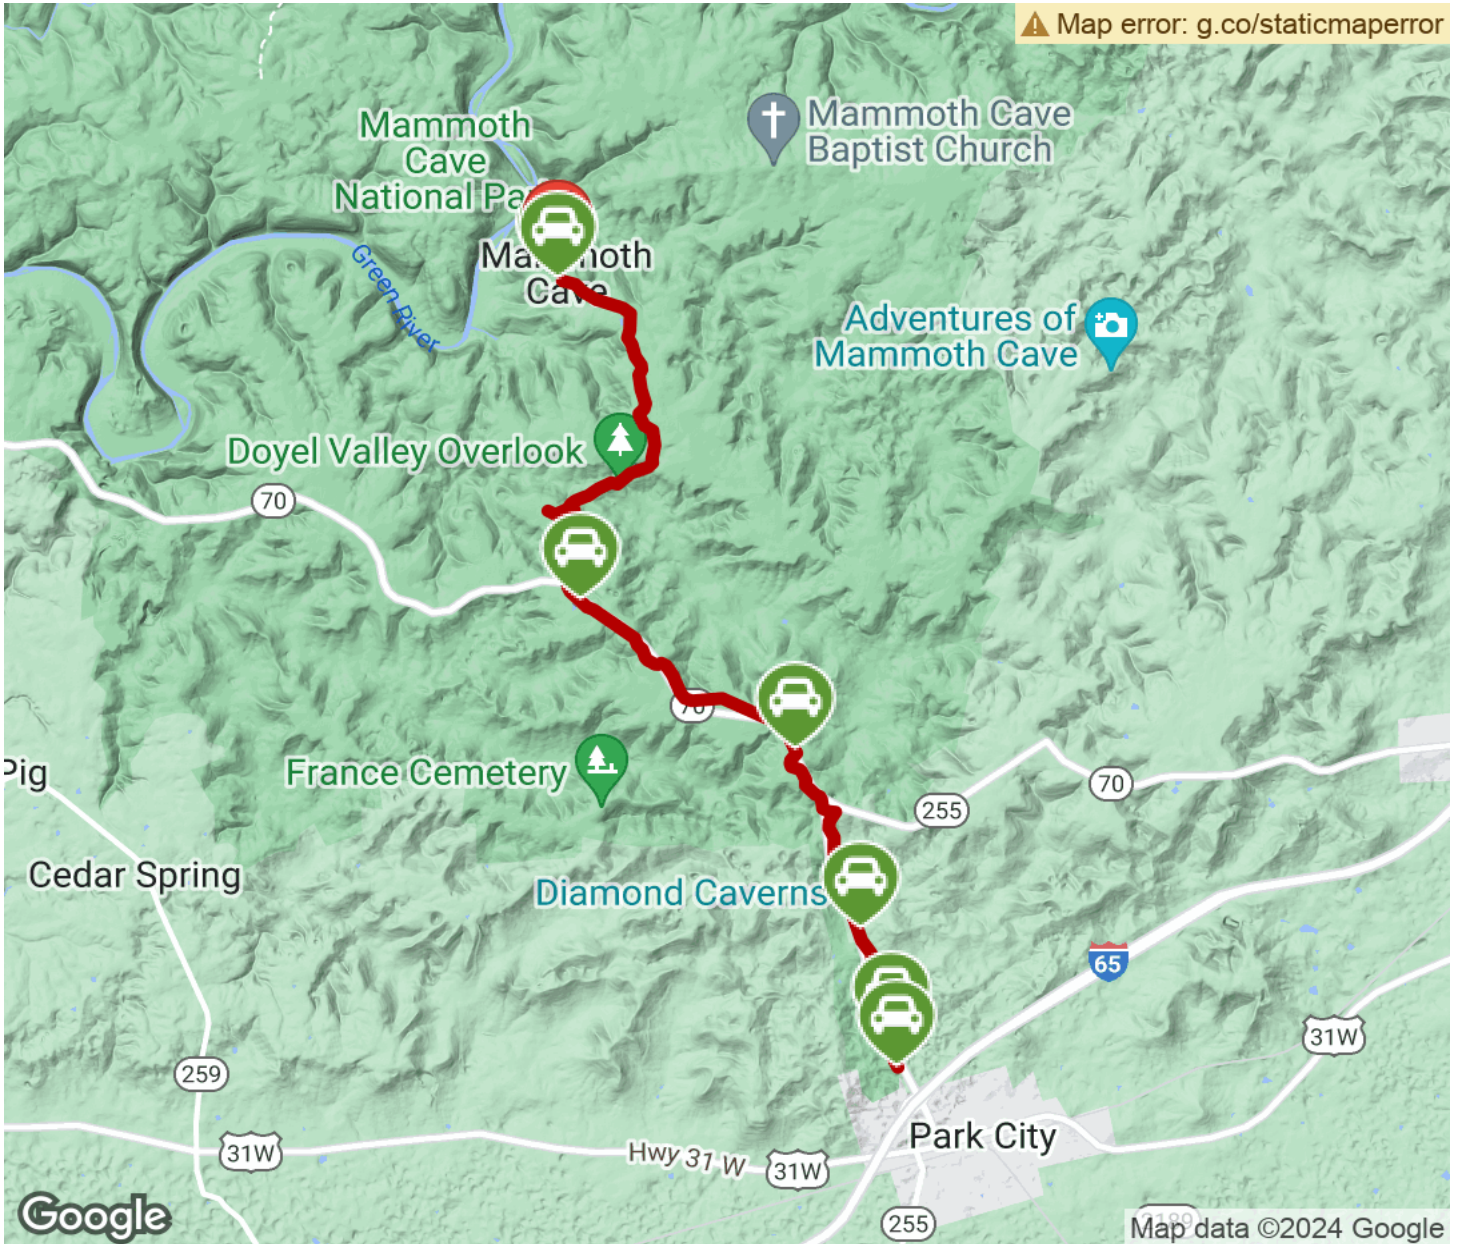 Map error: g.co/staticmaperror
Mammoth
Cave
National Pa
Mammoth Cave
Baptist Church
Green River
Cave
Adventures of
Mammoth Cave
Doyel Valley Overlook
70
70
France Cemetery
Pig
255
70
Cedar Spring
Diamond Caverns
65
31W
259
Park City
31W
Hwy 31 W
31W
Google
255
Map data ©2024 Google